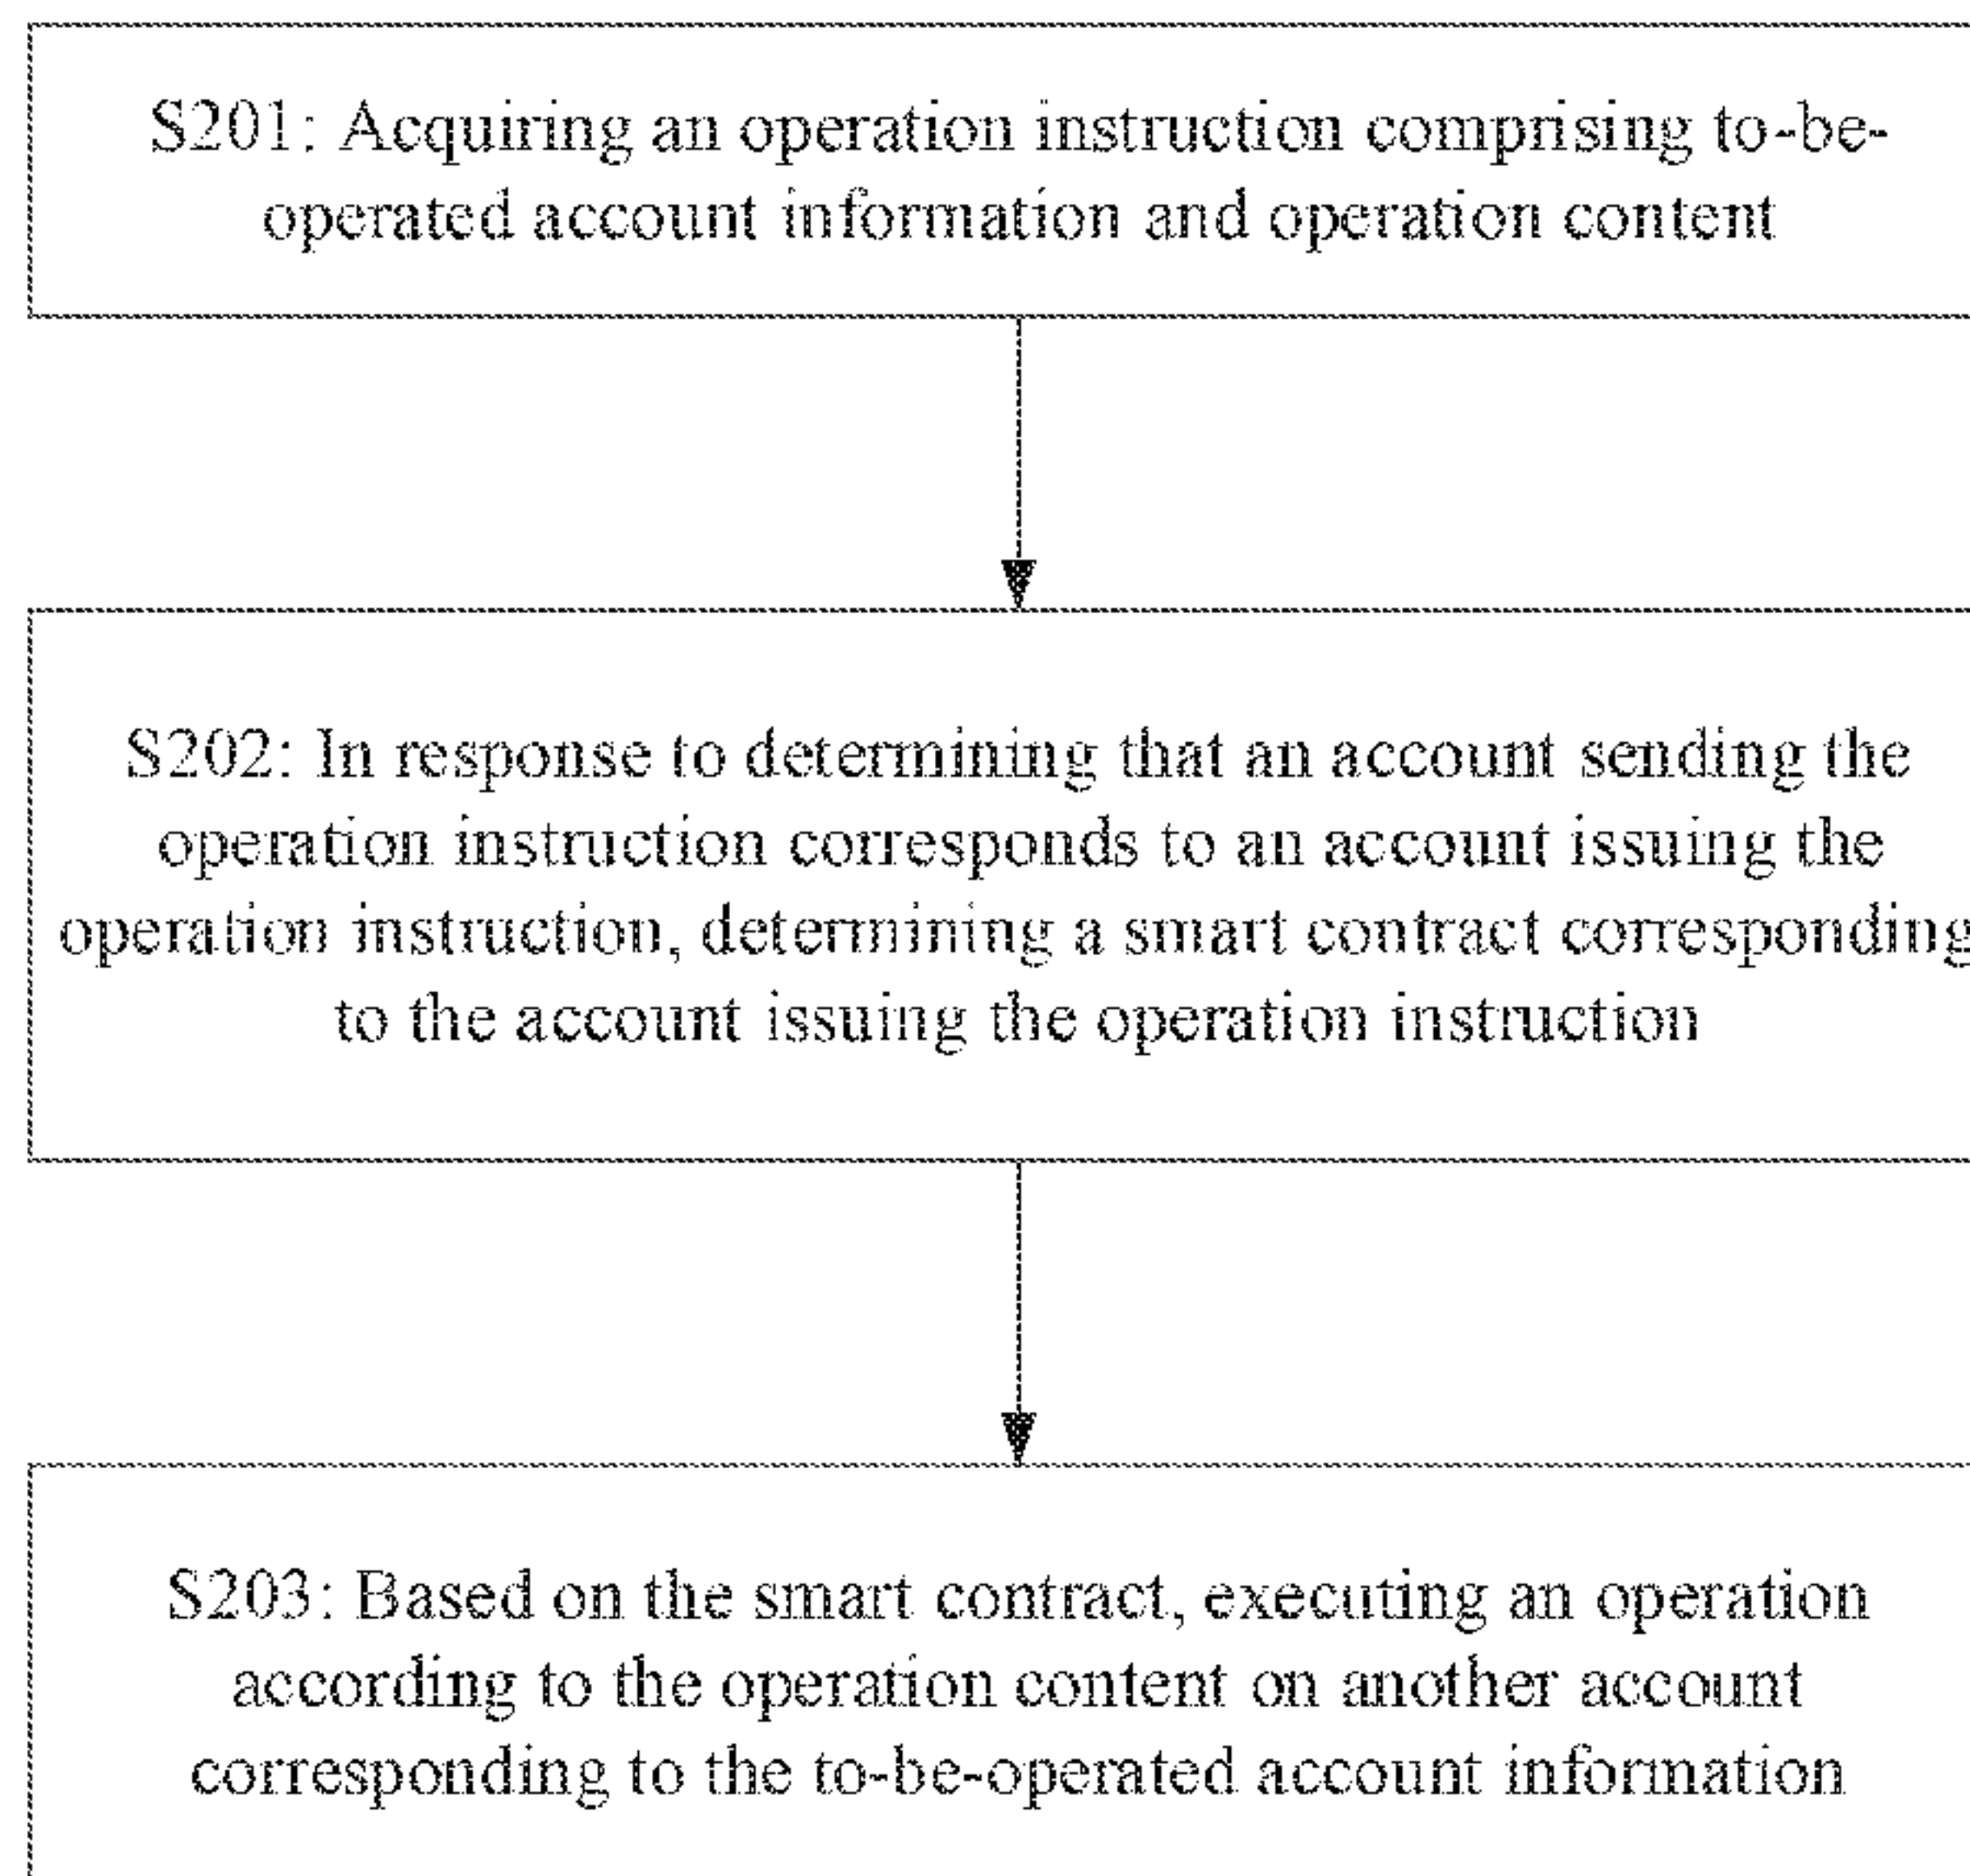 S201: Acquiring an operation instruction comprising to-be-
operated account information and operation content
S202: In response to determining that an account sending the
operation instruction corresponds to an account issuing the
operation instruction, determining a smart contract corresponding
to the account issuing the operation instruction
S203: Based on the smart contract, executing an operation
according to the operation content on another account
corresponding to the to-be-operated account information